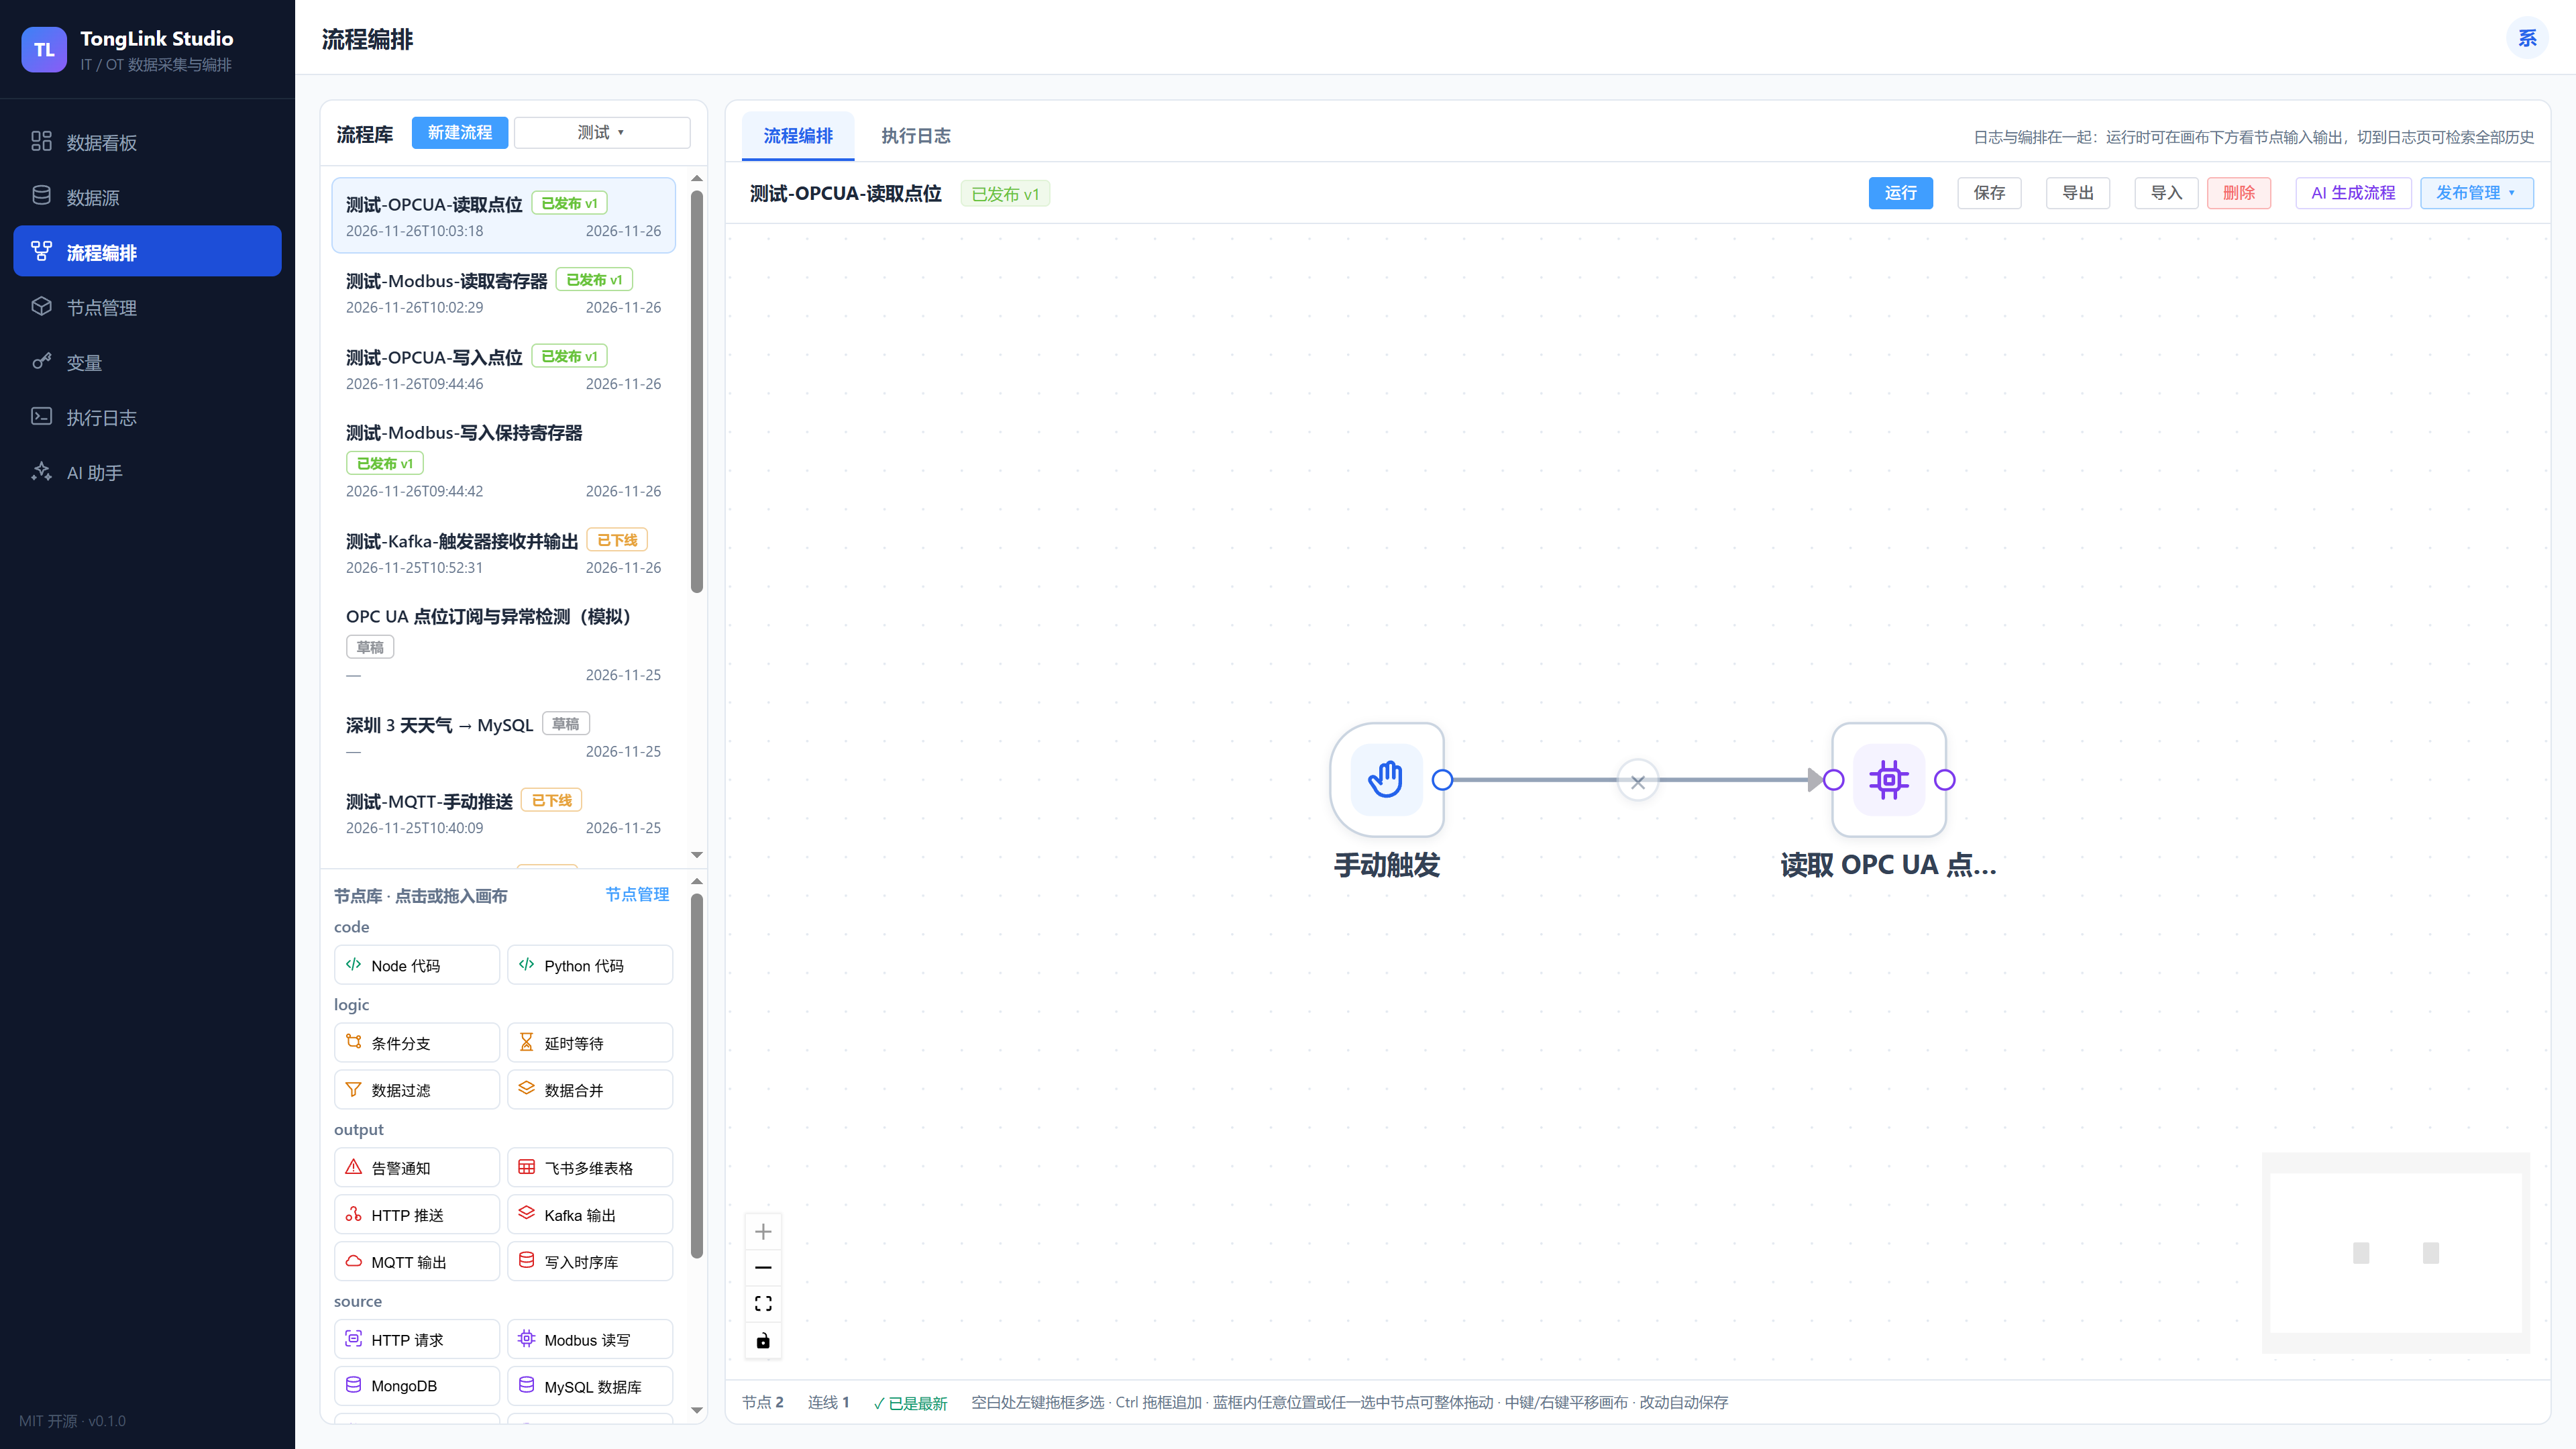 TL
TongLink Studio
IT / OT 数据采集与编排
数据看板
数据源
流程编排
节点管理
变量
执行日志
AI 助手
MIT 开源 · v0.1.0
流程编排
系
流程库
新建流程
测试
测试-OPCUA-读取点位 已发布 v1
2026-11-26T10:03:18 2026-11-26
测试-Modbus-读取寄存器 已发布 v1
2026-11-26T10:02:29 2026-11-26
测试-OPCUA-写入点位 已发布 v1
2026-11-26T09:44:46 2026-11-26
测试-Modbus-写入保持寄存器
已发布 v1
2026-11-26T09:44:42 2026-11-26
测试-Kafka-触发器接收并输出 已下线
2026-11-25T10:52:31 2026-11-26
OPC UA 点位订阅与异常检测（模拟）
草稿
— 2026-11-25
深圳 3 天天气 → MySQL 草稿
— 2026-11-25
测试-MQTT-手动推送 已下线
2026-11-25T10:40:09 2026-11-25
节点库 · 点击或拖入画布 节点管理
code
Node 代码 Python 代码
logic
条件分支 延时等待
数据过滤 数据合并
output
告警通知 飞书多维表格
HTTP 推送 Kafka 输出
MQTT 输出 写入时序库
source
HTTP 请求 Modbus 读写
MongoDB MySQL 数据库
流程编排 执行日志
日志与编排在一起：运行时可在画布下方看节点输入输出，切到日志页可检索全部历史
测试-OPCUA-读取点位 已发布 v1
运行 保存 导出 导入 删除 AI 生成流程 发布管理
手动触发
读取 OPC UA 点...
节点 2 连线 1 ✓ 已是最新 空白处左键拖框多选 · Ctrl 拖框追加 · 蓝框内任意位置或任一选中节点可整体拖动 · 中键/右键平移画布 · 改动自动保存